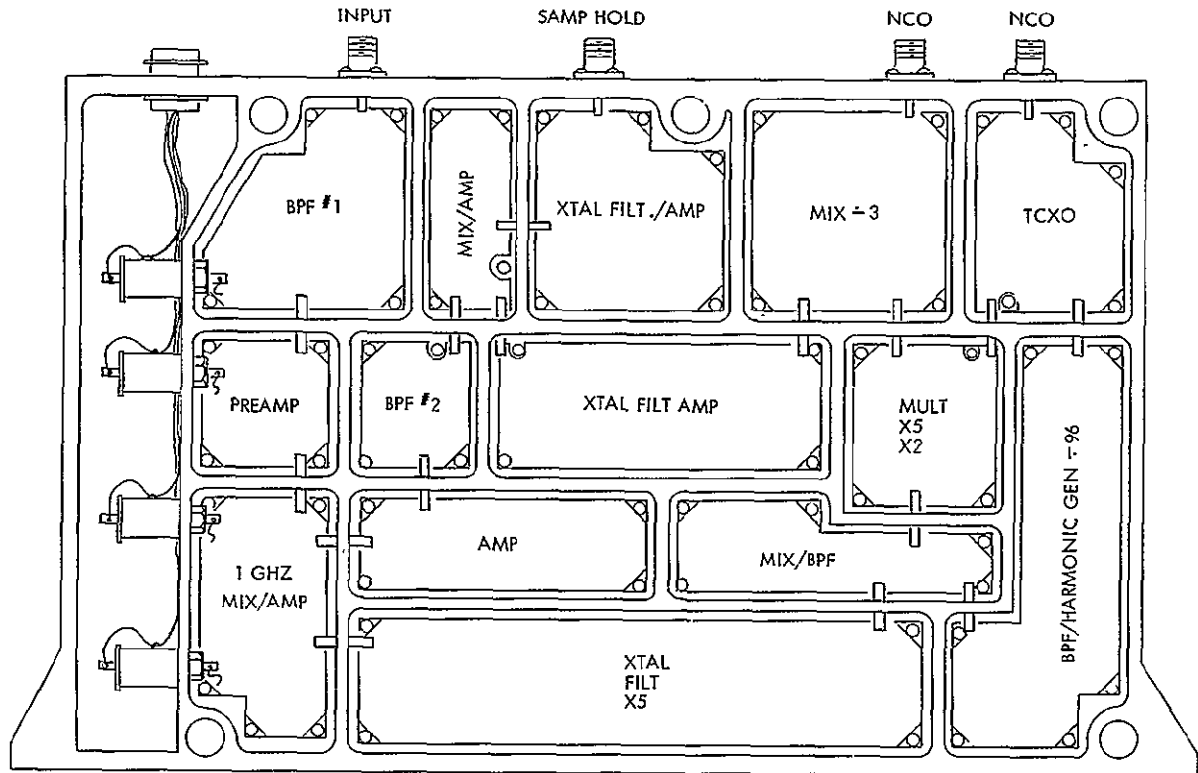 INPUT
SAMP HOLD
NCO
NCO
BPF #1
MIX/AMP
XTAL FILT./AMP
MIX ÷3
TCXO
PREAMP
BPF #2
XTAL FILT AMP
MULT
X5
X2
BPF/HARMONIC GEN ÷96
1 GHZ
MIX/AMP
AMP
MIX/BPF
XTAL
FILT
X5